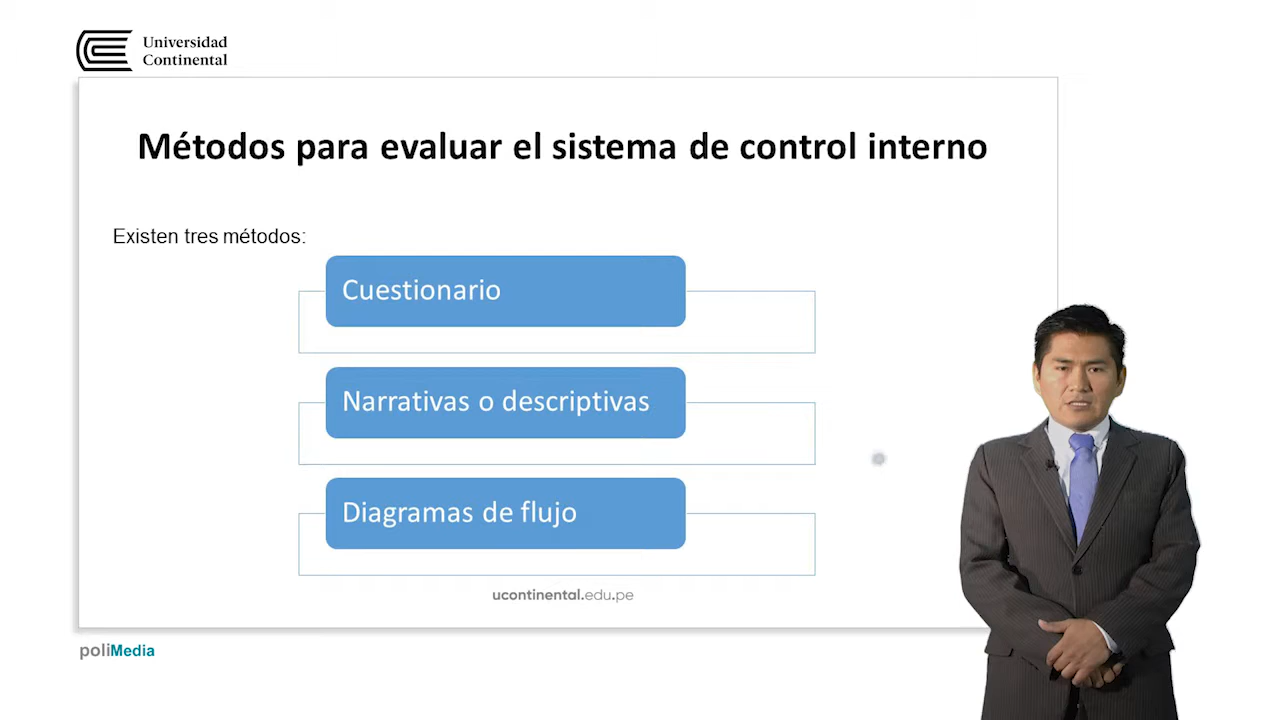 Universidad
Continental
Métodos para evaluar el sistema de control interno
Existen tres métodos:
Cuestionario
Narrativas o descriptivas
Diagramas de flujo
ucontinental.edu.pe
poliMedia